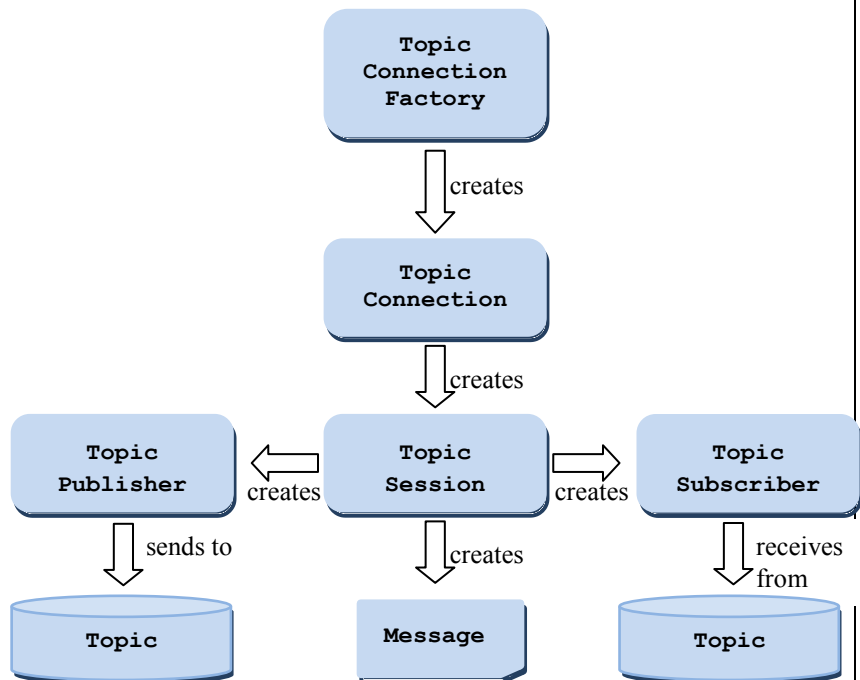 Topic
Connection
Factory
creates
Topic
Connection
creates
Topic
Publisher
creates
Topic
Session
creates
Topic
Subscriber
sends to
creates
receives
from
Topic
Message
Topic